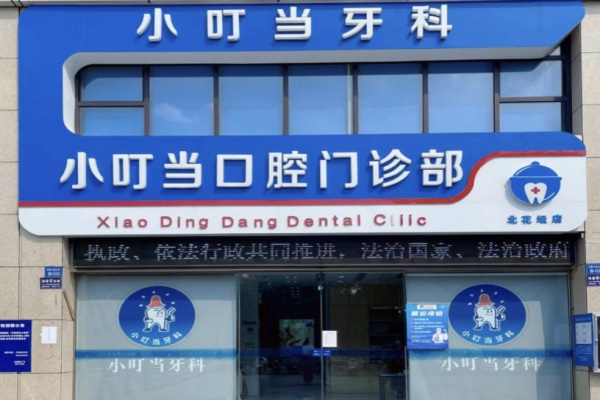 小叮当牙科
小叮当口腔门诊部
Xiao Ding Dang Dental C
北花坛店
执政、依法行政共同推进，法治国家、法治政府
小叮当牙科
小叮当牙科